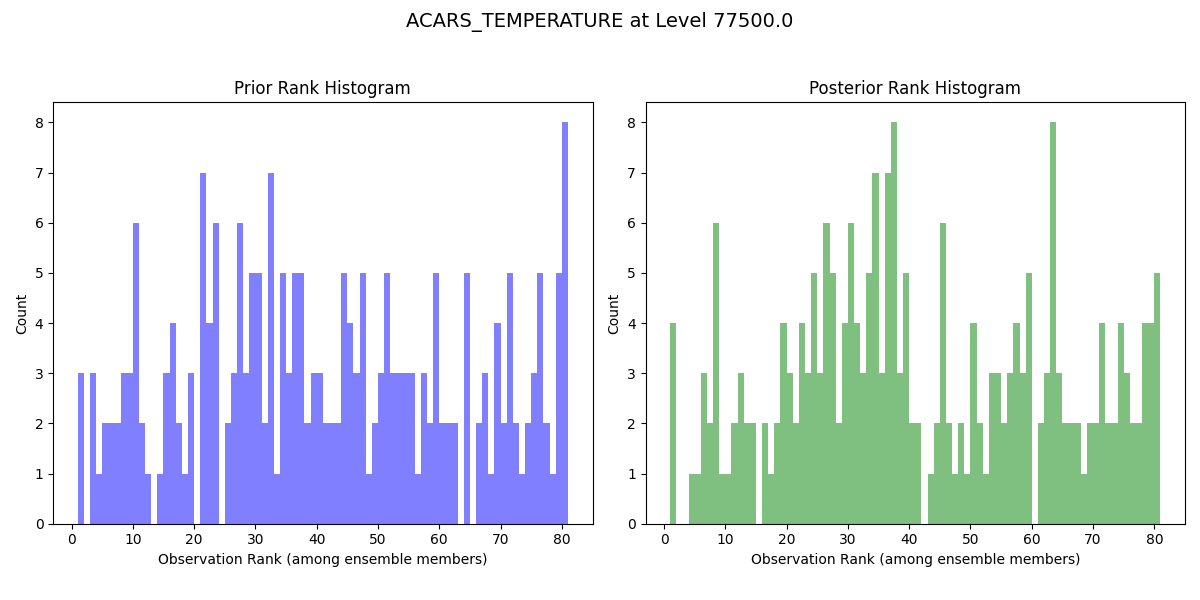 ACARS_TEMPERATURE at Level 77500.0
Prior Rank Histogram
Count
8
7
6
5
4
3
2
1
0
0 10 20 30 40 50 60 70 80
Observation Rank (among ensemble members)
Posterior Rank Histogram
Count
8
7
6
5
4
3
2
1
0
0 10 20 30 40 50 60 70 80
Observation Rank (among ensemble members)